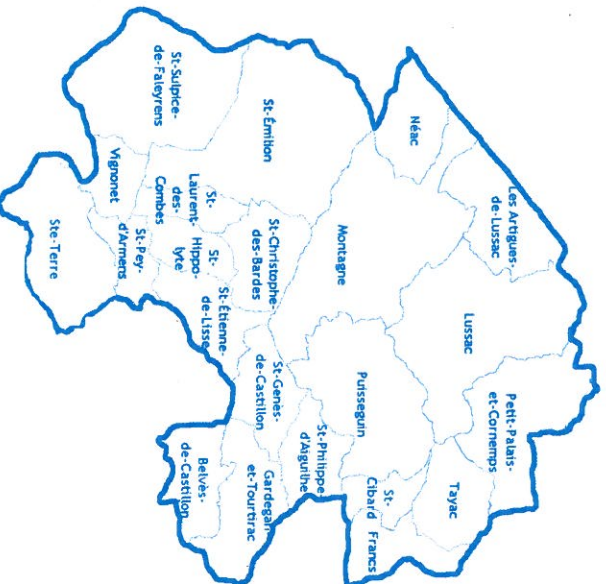 Les Artigues-
de-Lussac
Petit-Palais-
et-Cornemps
Néac
Lussac
Tayac
Montagne
Puisseguin
St-
Cibard
Francs
St-Philippe-
d'Aiguilhe
St-Émilion
St-Christophe-
des-Bardes
St-Genès-
de-Castillon
Gardegan-
et-Tourtirac
St-
Laurent-
des-
Combes
St-
Hippo-
lyte
St-Étienne-
de-Lisse
Belvès-
de-Castillon
St-Sulpice-
de-Faleyrens
Vignonet
St-Pey-
d'Armens
Ste-Terre